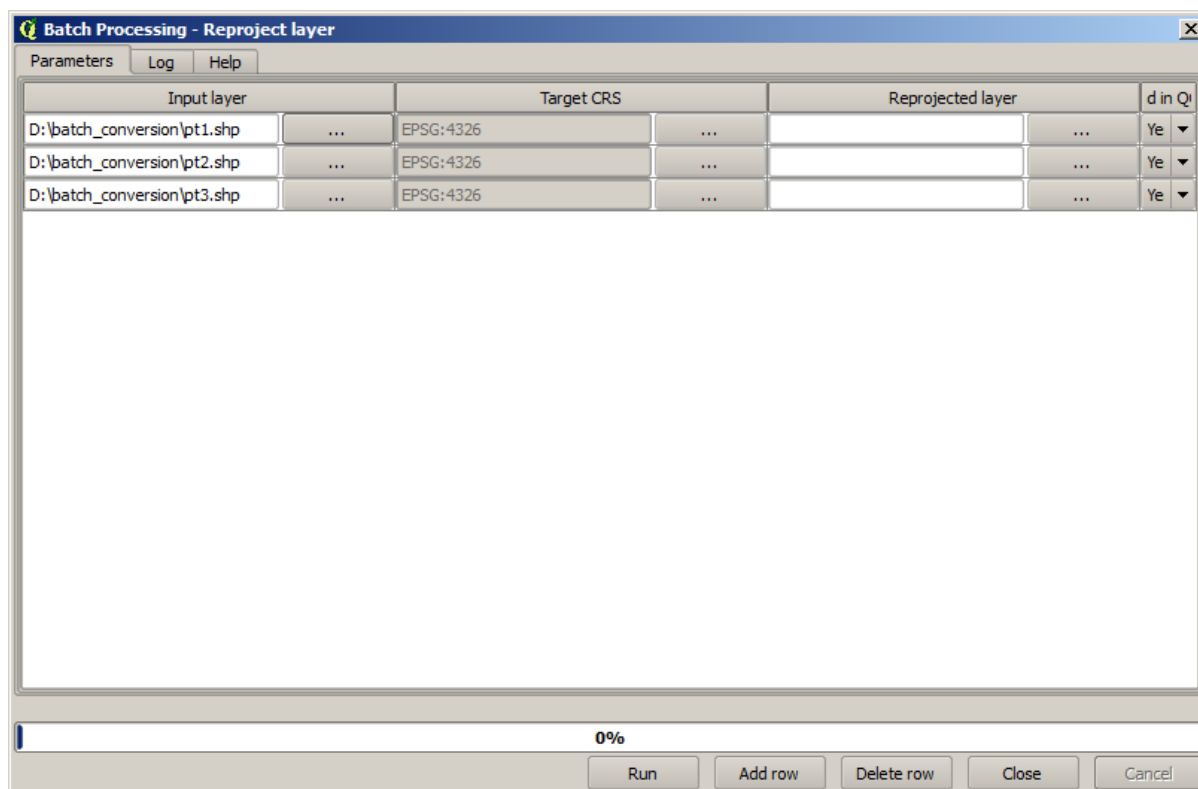 Batch Processing - Reproject layer
Parameters Log Help
Input layer Target CRS Reprojected layer d in Q
D:\batch_conversion\pt1.shp ... EPSG:4326 ... ... Ye
D:\batch_conversion\pt2.shp ... EPSG:4326 ... ... Ye
D:\batch_conversion\pt3.shp ... EPSG:4326 ... ... Ye
0%
Run Add row Delete row Close Cancel